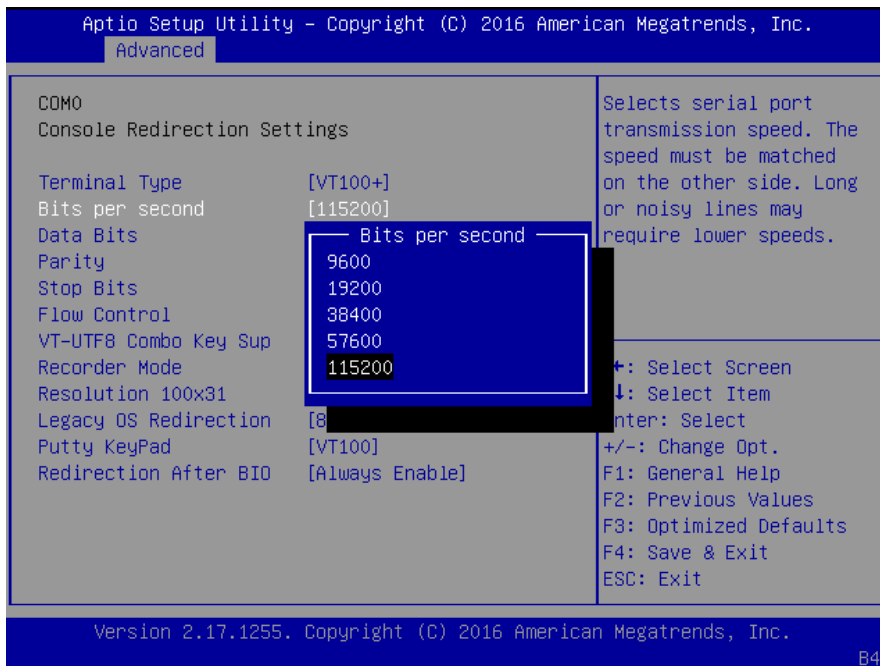 Aptio Setup Utility – Copyright (C) 2016 American Megatrends, Inc.
Advanced
COM0
Console Redirection Settings
Terminal Type [VT100+]
Bits per second [115200]
Data Bits
Parity
Stop Bits
Flow Control
VT-UTF8 Combo Key Sup
Recorder Mode
Resolution 100x31
Legacy OS Redirection [8
Putty KeyPad [VT100]
Redirection After BIO [Always Enable]
Bits per second
9600
19200
38400
57600
115200
Selects serial port
transmission speed. The
speed must be matched
on the other side. Long
or noisy lines may
require lower speeds.
: Select Screen
: Select Item
nter: Select
+/-: Change Opt.
F1: General Help
F2: Previous Values
F3: Optimized Defaults
F4: Save & Exit
ESC: Exit
Version 2.17.1255. Copyright (C) 2016 American Megatrends, Inc.
B4